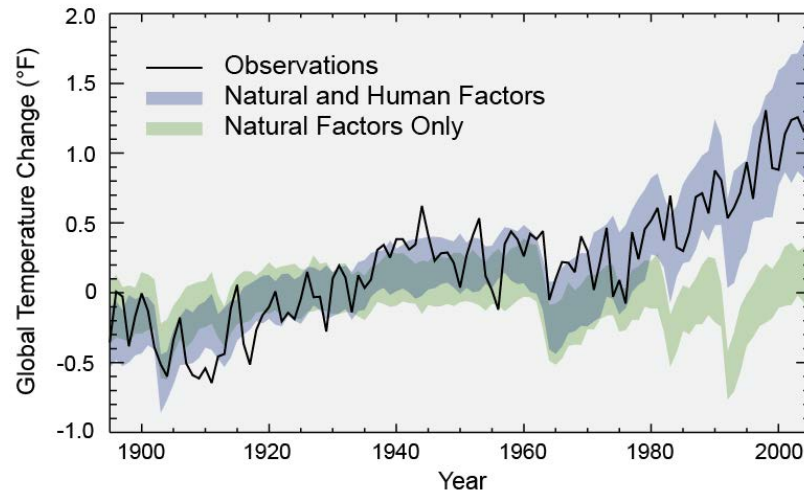 2.0
1.5
1.0
0.5
0
-0.5
-1.0
Global Temperature Change (°F)
Observations
Natural and Human Factors
Natural Factors Only
1900 1920 1940 1960 1980 2000
Year